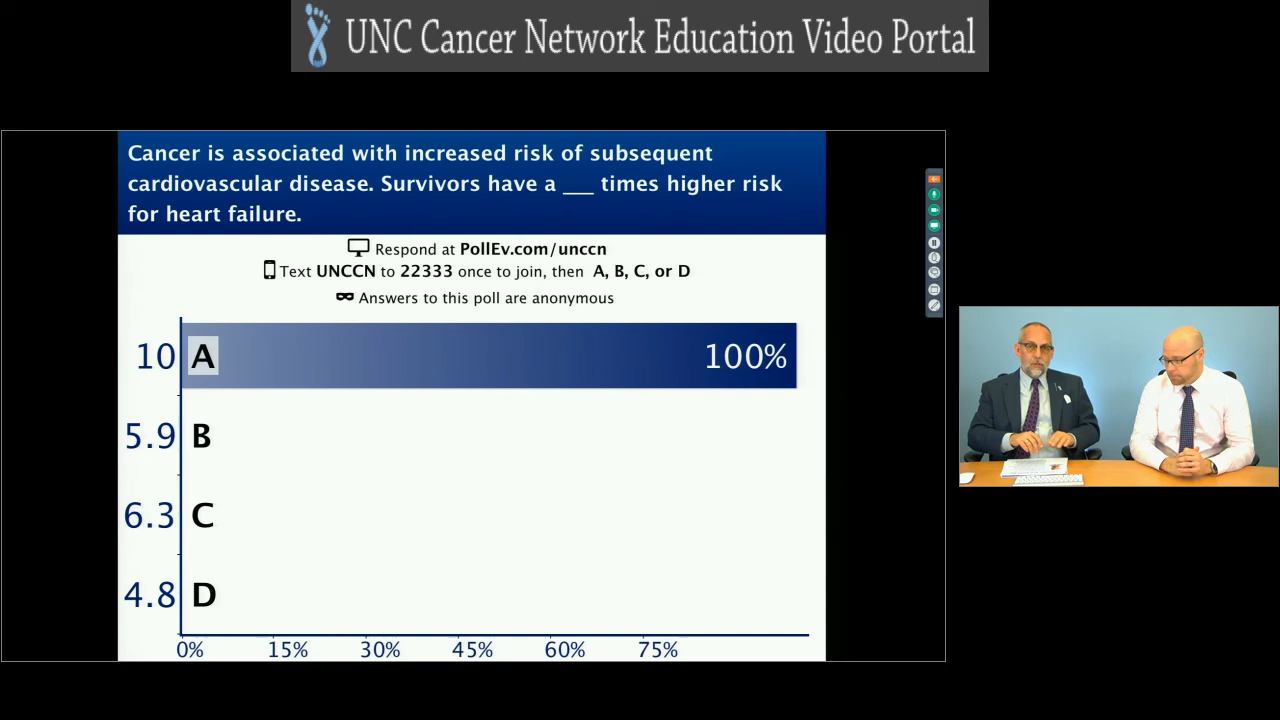 UNC Cancer Network Education Video Portal
Cancer is associated with increased risk of subsequent
cardiovascular disease. Survivors have a ___ times higher risk
for heart failure.
Respond at PollEv.com/unccn
Text UNCCN to 22333 once to join, then A, B, C, or D
Answers to this poll are anonymous
10 A 100%
5.9 B
6.3 C
4.8 D
0% 15% 30% 45% 60% 75%